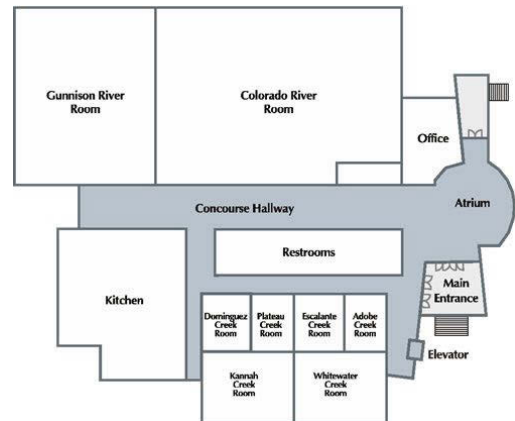 Gunnison River
Room
Colorado River
Room
Office
Concourse Hallway
Atrium
Restrooms
Kitchen
Main
Entrance
Dominguez
Creek
Room
Plateau
Creek
Room
Escalante
Creek
Room
Adobe
Creek
Room
Elevator
Kannah
Creek
Room
Whitewater
Creek
Room